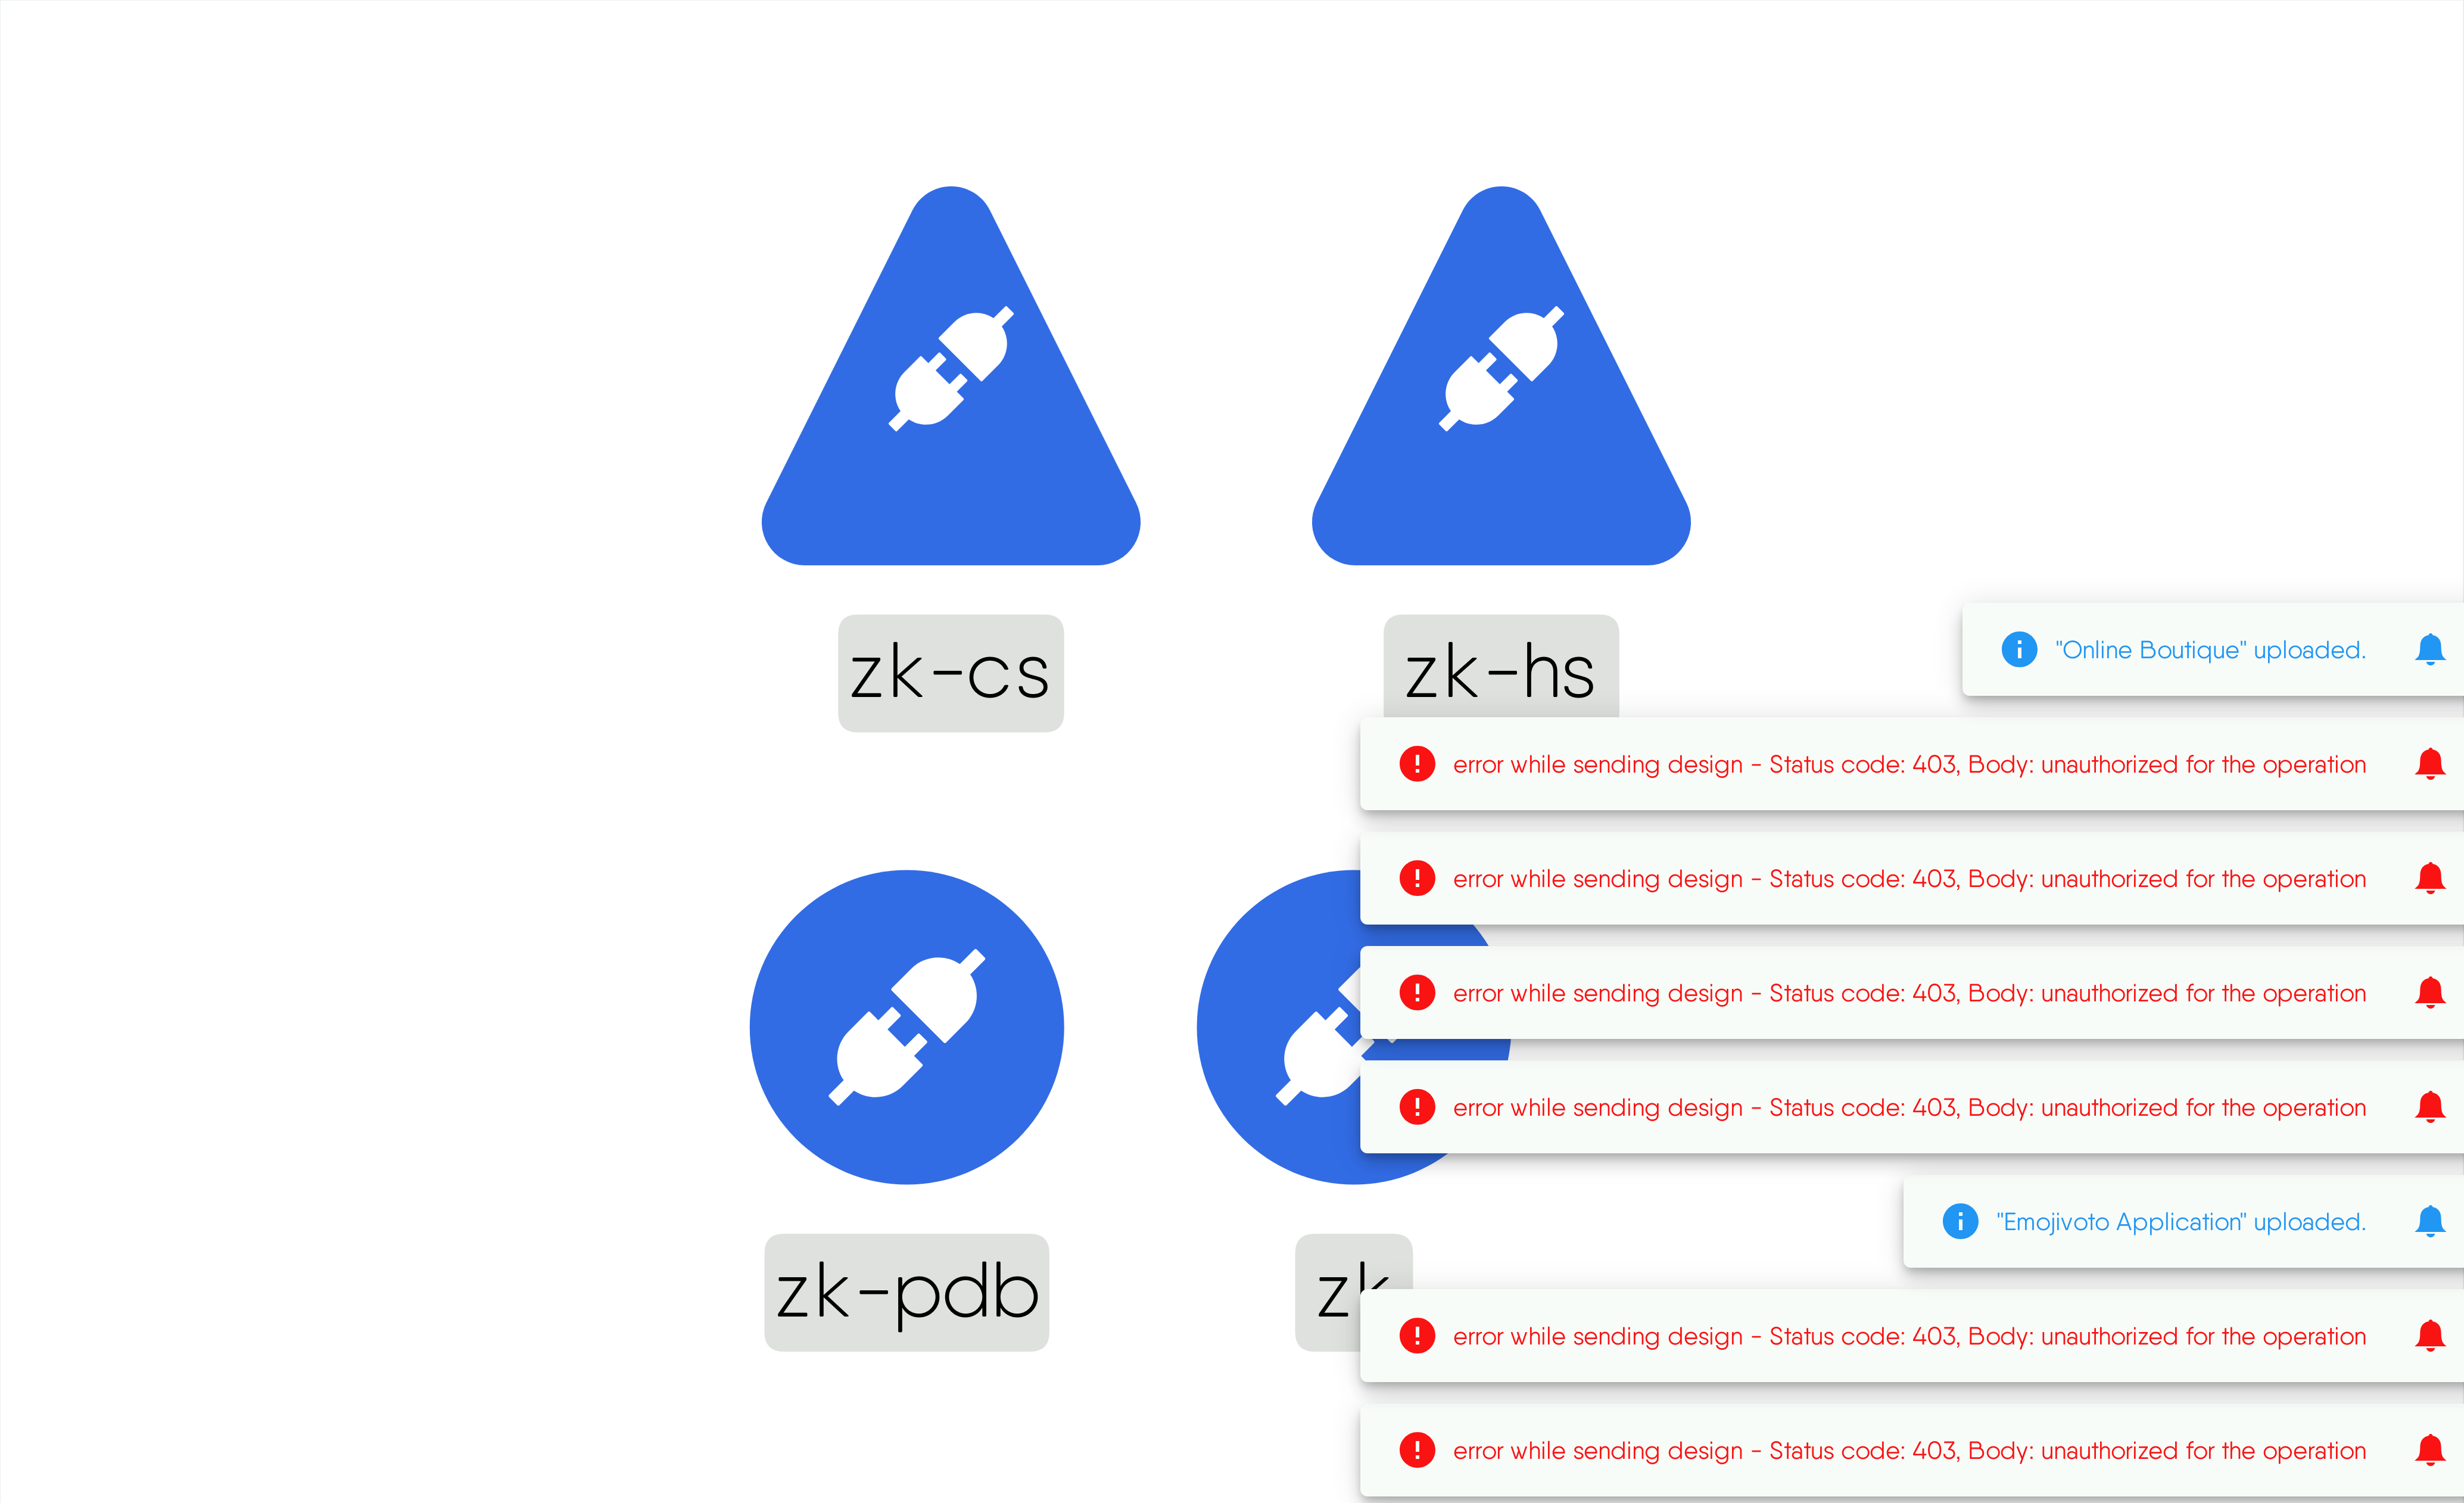 zk-cs
zk-hs
"Online Boutique" uploaded.
error while sending design - Status code: 403, Body: unauthorized for the operation
error while sending design - Status code: 403, Body: unauthorized for the operation
error while sending design - Status code: 403, Body: unauthorized for the operation
error while sending design - Status code: 403, Body: unauthorized for the operation
"Emojivoto Application" uploaded.
zk-pdb
zk
error while sending design - Status code: 403, Body: unauthorized for the operation
error while sending design - Status code: 403, Body: unauthorized for the operation